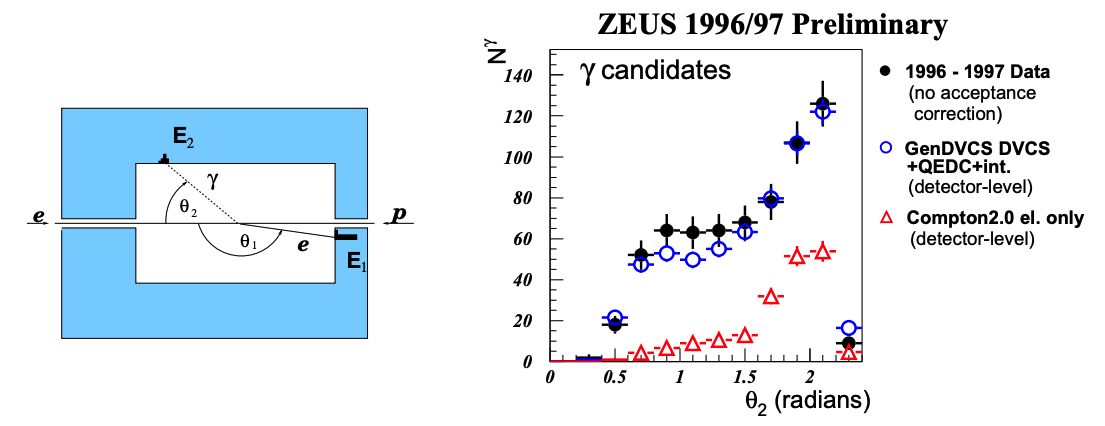 E2
γ
θ2
e
p
θ1
e
E1
ZEUS 1996/97 Preliminary
Nγ
γ candidates
140
120
100
80
60
40
20
0
0 0.5 1 1.5 2
θ2 (radians)
1996 - 1997 Data
(no acceptance
correction)
GenDVCS DVCS
+QEDC+int.
(detector-level)
Compton2.0 el. only
(detector-level)